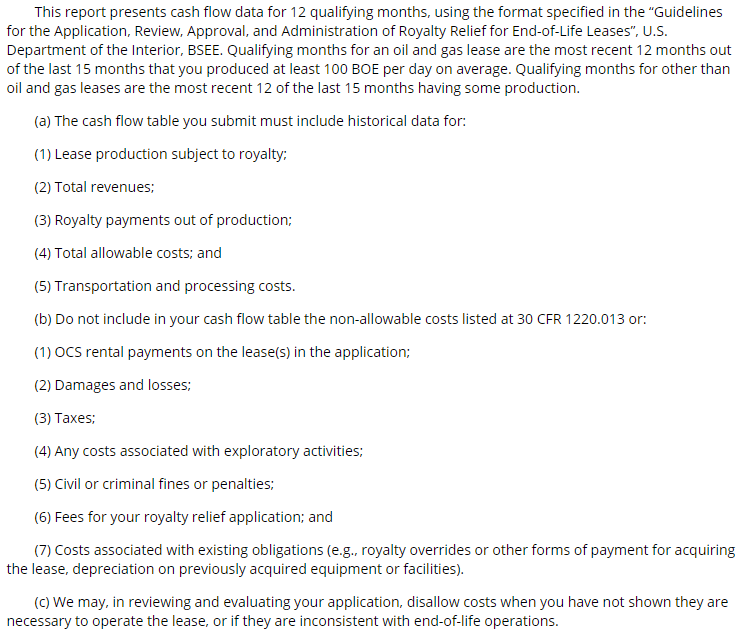 This report presents cash flow data for 12 qualifying months, using the format specified in the “Guidelines
for the Application, Review, Approval, and Administration of Royalty Relief for End-of-Life Leases”, U.S.
Department of the Interior, BSEE. Qualifying months for an oil and gas lease are the most recent 12 months out
of the last 15 months that you produced at least 100 BOE per day on average. Qualifying months for other than
oil and gas leases are the most recent 12 of the last 15 months having some production.
(a) The cash flow table you submit must include historical data for:
(1) Lease production subject to royalty;
(2) Total revenues;
(3) Royalty payments out of production;
(4) Total allowable costs; and
(5) Transportation and processing costs.
(b) Do not include in your cash flow table the non-allowable costs listed at 30 CFR 1220.013 or:
(1) OCS rental payments on the lease(s) in the application;
(2) Damages and losses;
(3) Taxes;
(4) Any costs associated with exploratory activities;
(5) Civil or criminal fines or penalties;
(6) Fees for your royalty relief application; and
(7) Costs associated with existing obligations (e.g., royalty overrides or other forms of payment for acquiring
the lease, depreciation on previously acquired equipment or facilities).
(c) We may, in reviewing and evaluating your application, disallow costs when you have not shown they are
necessary to operate the lease, or if they are inconsistent with end-of-life operations.